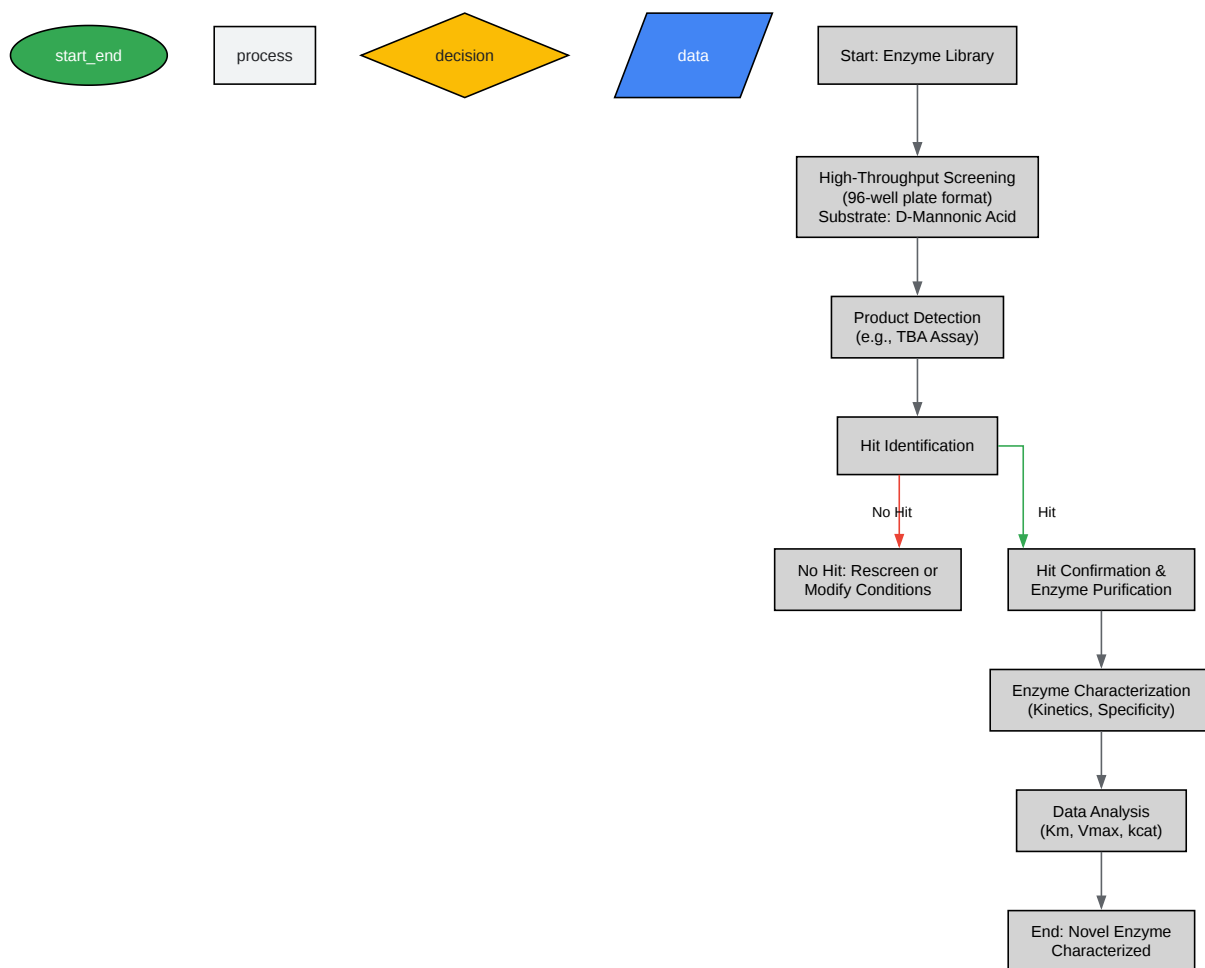 start_end
process
decision
data
Start: Enzyme Library
High-Throughput Screening
(96-well plate format)
Substrate: D-Mannonic Acid
Product Detection
(e.g., TBA Assay)
Hit Identification
No Hit
Hit
No Hit: Rescreen or
Modify Conditions
Hit Confirmation &
Enzyme Purification
Enzyme Characterization
(Kinetics, Specificity)
Data Analysis
(Km, Vmax, kcat)
End: Novel Enzyme
Characterized